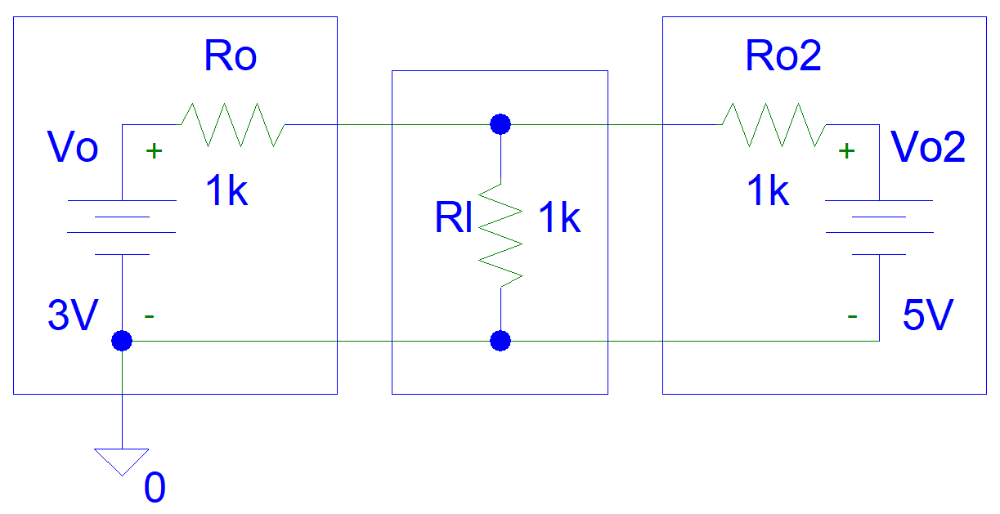 Ro
Ro2
Vo
+
+
Vo2
1k
1k
Rl
1k
3V
-
-
5V
0